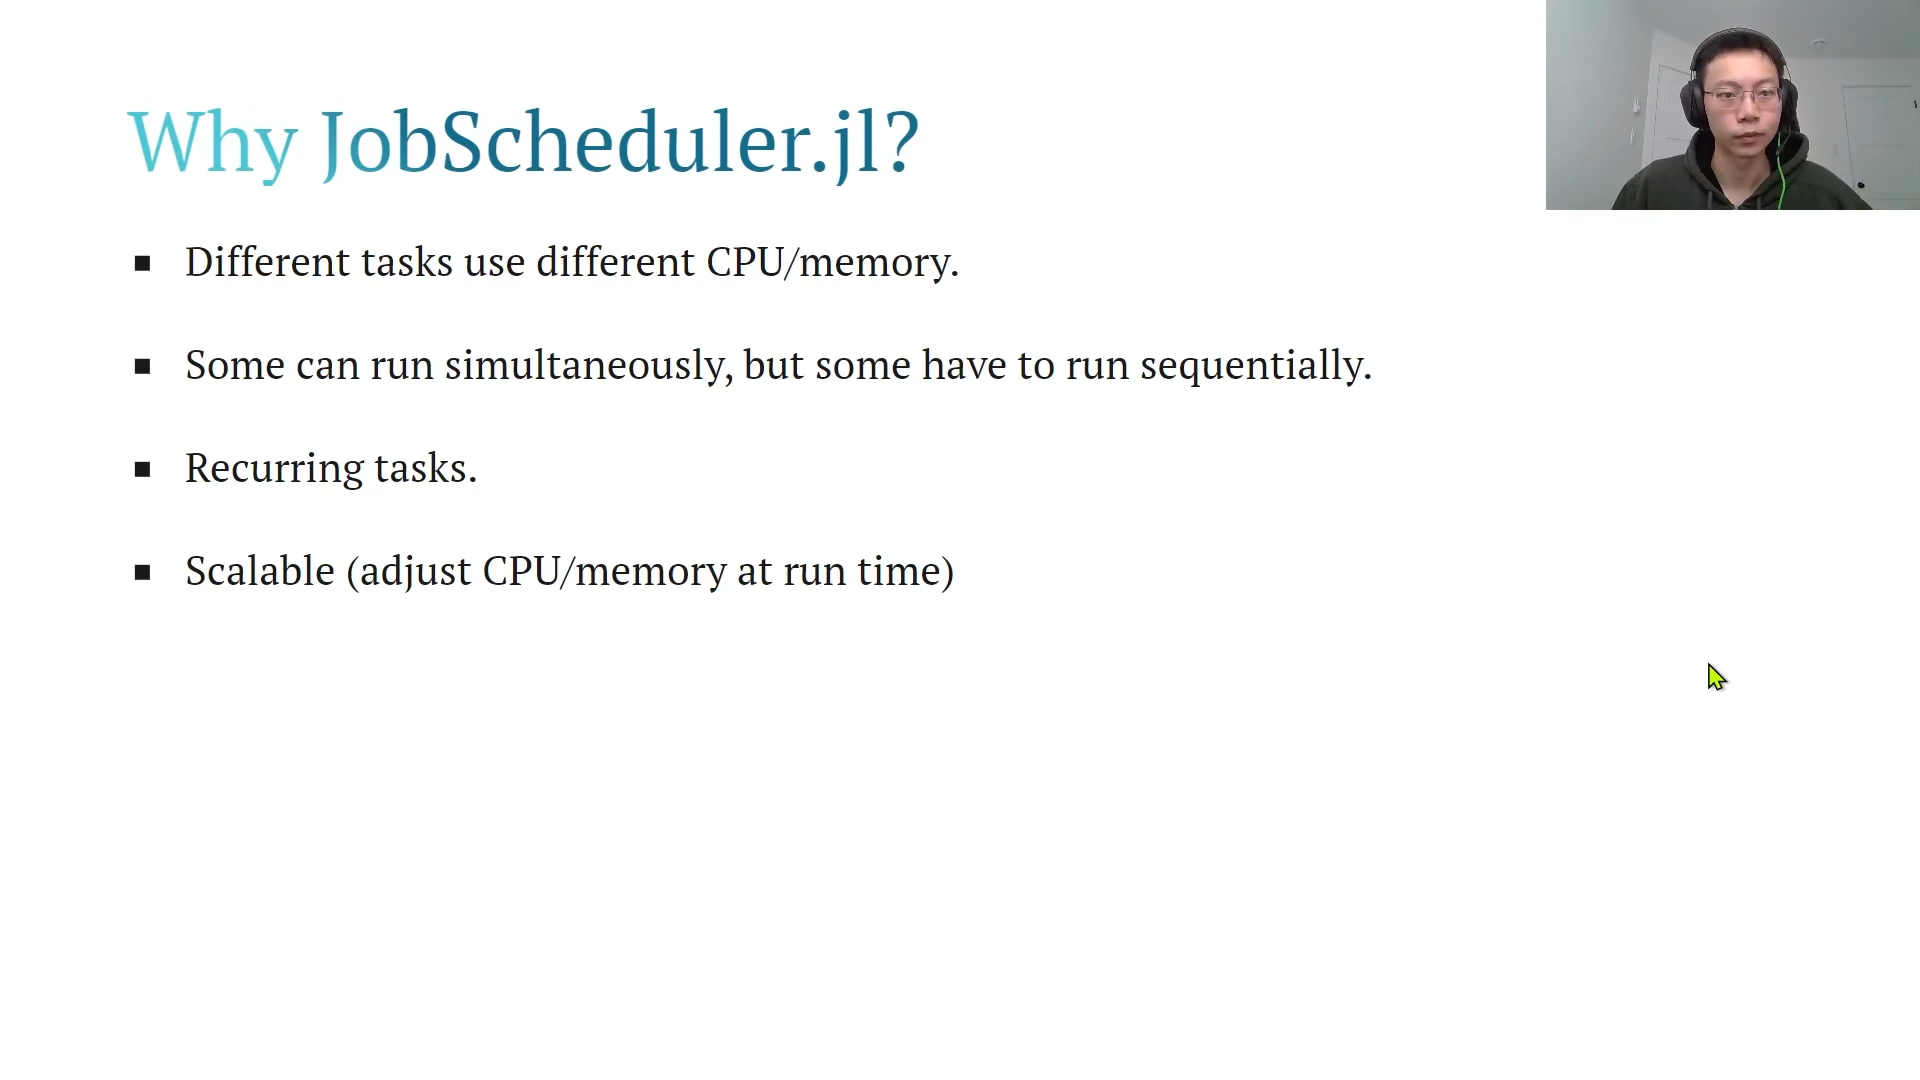 Why JobScheduler.jl?
Different tasks use different CPU/memory.
Some can run simultaneously, but some have to run sequentially.
Recurring tasks.
Scalable (adjust CPU/memory at run time)